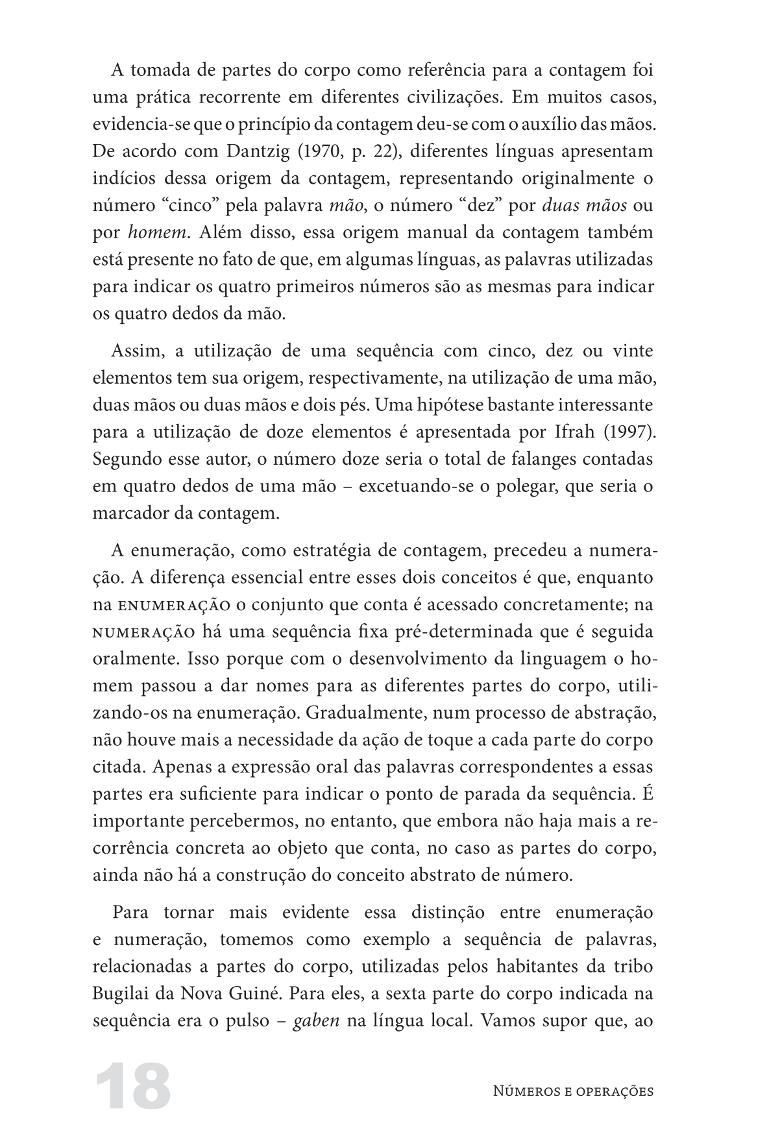 A tomada de partes do corpo como referência para a contagem foi
uma prática recorrente em diferentes civilizações. Em muitos casos,
evidencia-se que o princípio da contagem deu-se com o auxílio das mãos.
De acordo com Dantzig (1970, p. 22), diferentes línguas apresentam
indícios dessa origem da contagem, representando originalmente o
número “cinco” pela palavra mão, o número “dez” por duas mãos ou
por homem. Além disso, essa origem manual da contagem também
está presente no fato de que, em algumas línguas, as palavras utilizadas
para indicar os quatro primeiros números são as mesmas para indicar
os quatro dedos da mão.
Assim, a utilização de uma sequência com cinco, dez ou vinte
elementos tem sua origem, respectivamente, na utilização de uma mão,
duas mãos ou duas mãos e dois pés. Uma hipótese bastante interessante
para a utilização de doze elementos é apresentada por Ifrah (1997).
Segundo esse autor, o número doze seria o total de falanges contadas
em quatro dedos de uma mão – excetuando-se o polegar, que seria o
marcador da contagem.
A enumeração, como estratégia de contagem, precedeu a numera-
ção. A diferença essencial entre esses dois conceitos é que, enquanto
na ENUMERAÇÃO o conjunto que conta é acessado concretamente; na
NUMERAÇÃO há uma sequência fixa pré-determinada que é seguida
oralmente. Isso porque com o desenvolvimento da linguagem o ho-
mem passou a dar nomes para as diferentes partes do corpo, utili-
zando-os na enumeração. Gradualmente, num processo de abstração,
não houve mais a necessidade da ação de toque a cada parte do corpo
citada. Apenas a expressão oral das palavras correspondentes a essas
partes era suficiente para indicar o ponto de parada da sequência. É
importante percebermos, no entanto, que embora não haja mais a re-
corrência concreta ao objeto que conta, no caso as partes do corpo,
ainda não há a construção do conceito abstrato de número.
Para tornar mais evidente essa distinção entre enumeração
e numeração, tomemos como exemplo a sequência de palavras,
relacionadas a partes do corpo, utilizadas pelos habitantes da tribo
Bugilai da Nova Guiné. Para eles, a sexta parte do corpo indicada na
sequência era o pulso – gaben na língua local. Vamos supor que, ao
18
NÚMEROS E OPERAÇÕES